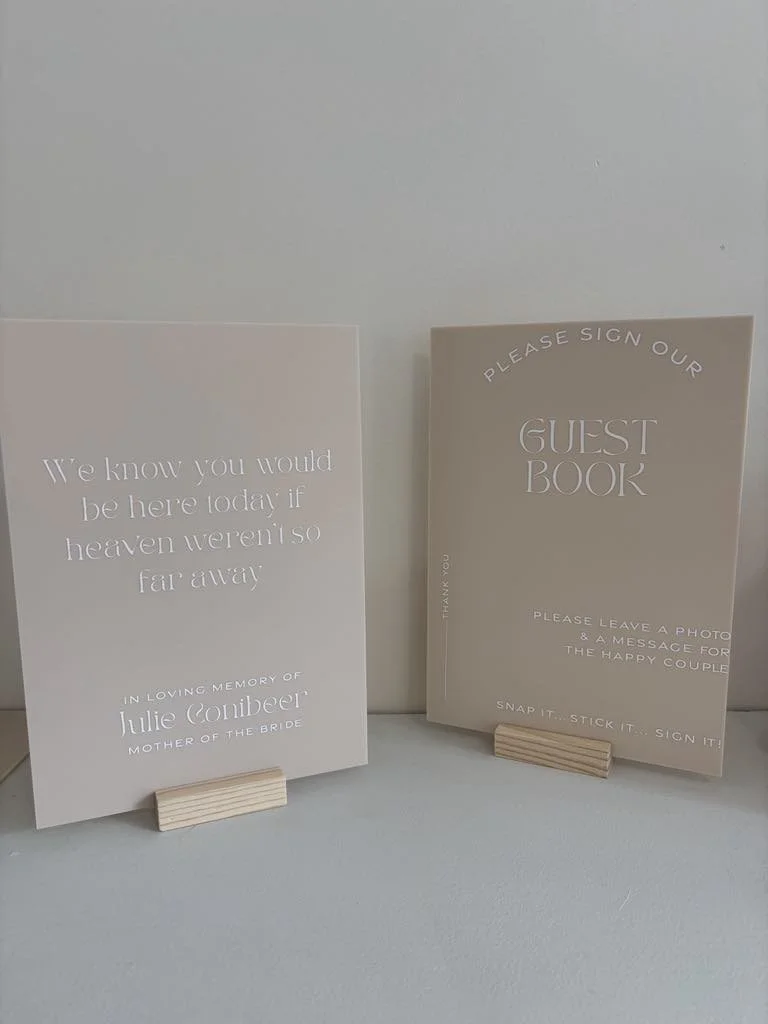 We know you would
be here today if
heaven weren't so
far away
IN LOVING MEMORY OF
Julie Conibeer
MOTHER OF THE BRIDE
PLEASE SIGN OUR
GUEST
BOOK
THANK YOU
PLEASE LEAVE A PHOTO
& A MESSAGE FOR
THE HAPPY COUPLE
SNAP IT... STICK IT... SIGN IT!